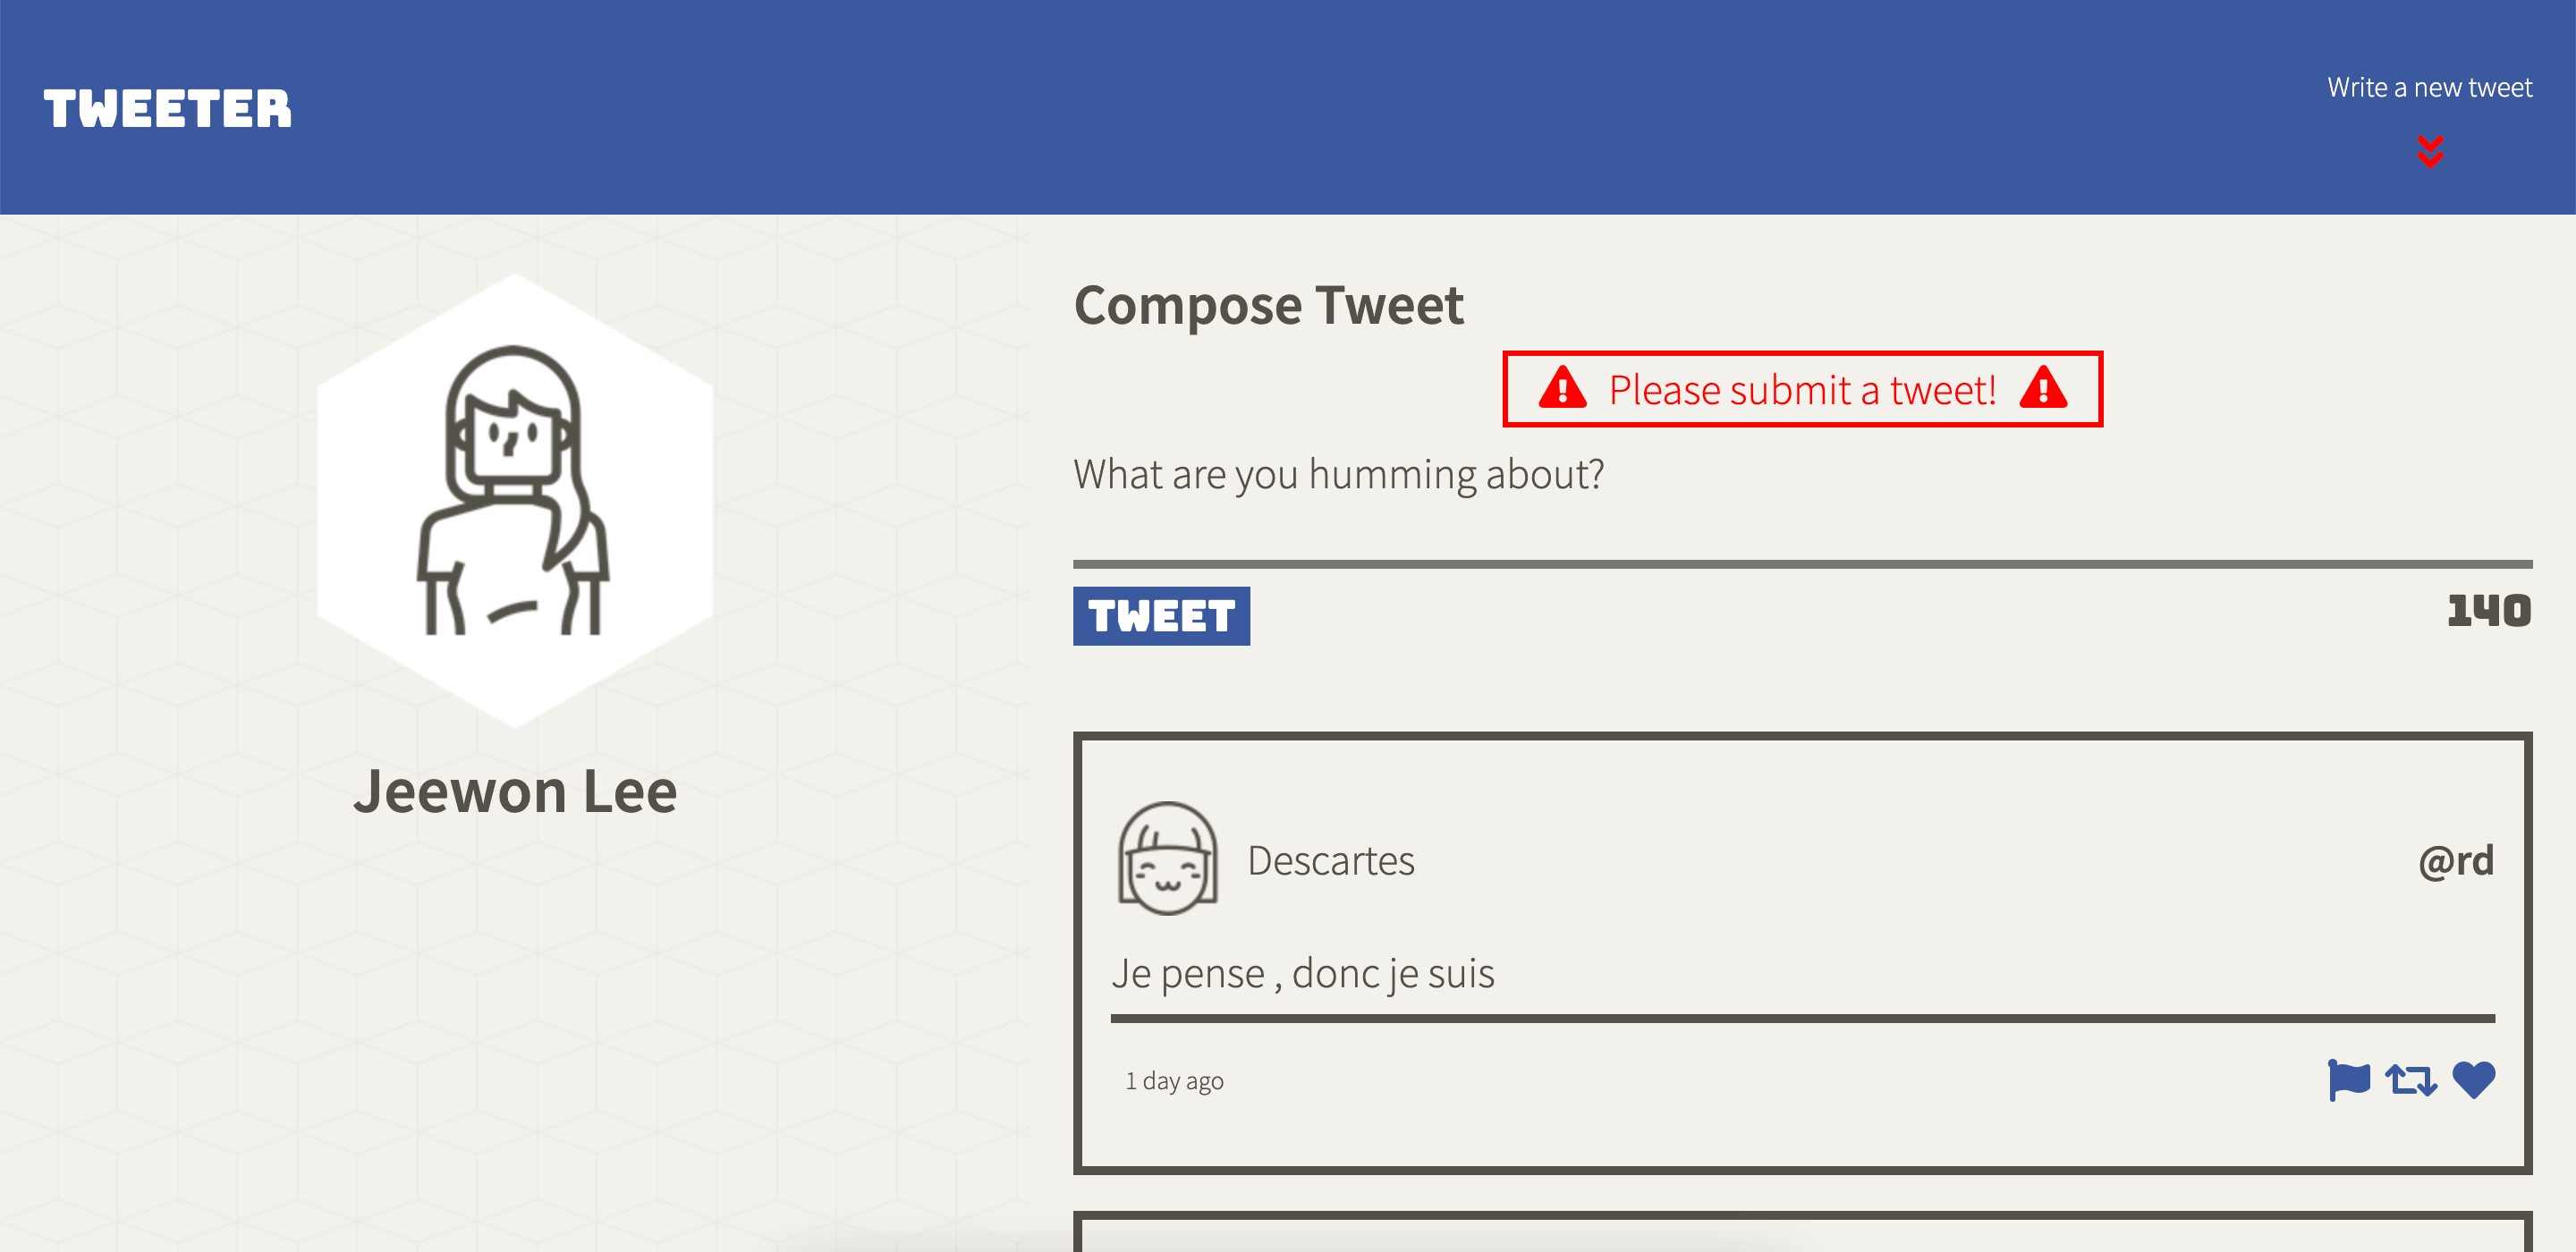 TWEETER
Write a new tweet
Jeewon Lee
Compose Tweet
Please submit a tweet!
What are you humming about?
TWEET
140
Descartes
@rd
Je pense , donc je suis
1 day ago